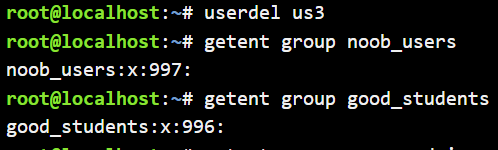 root@localhost:~# userdel us3
root@localhost:~# getent group noob_users
noob_users:x:997:
root@localhost:~# getent group good_students
good_students:x:996: